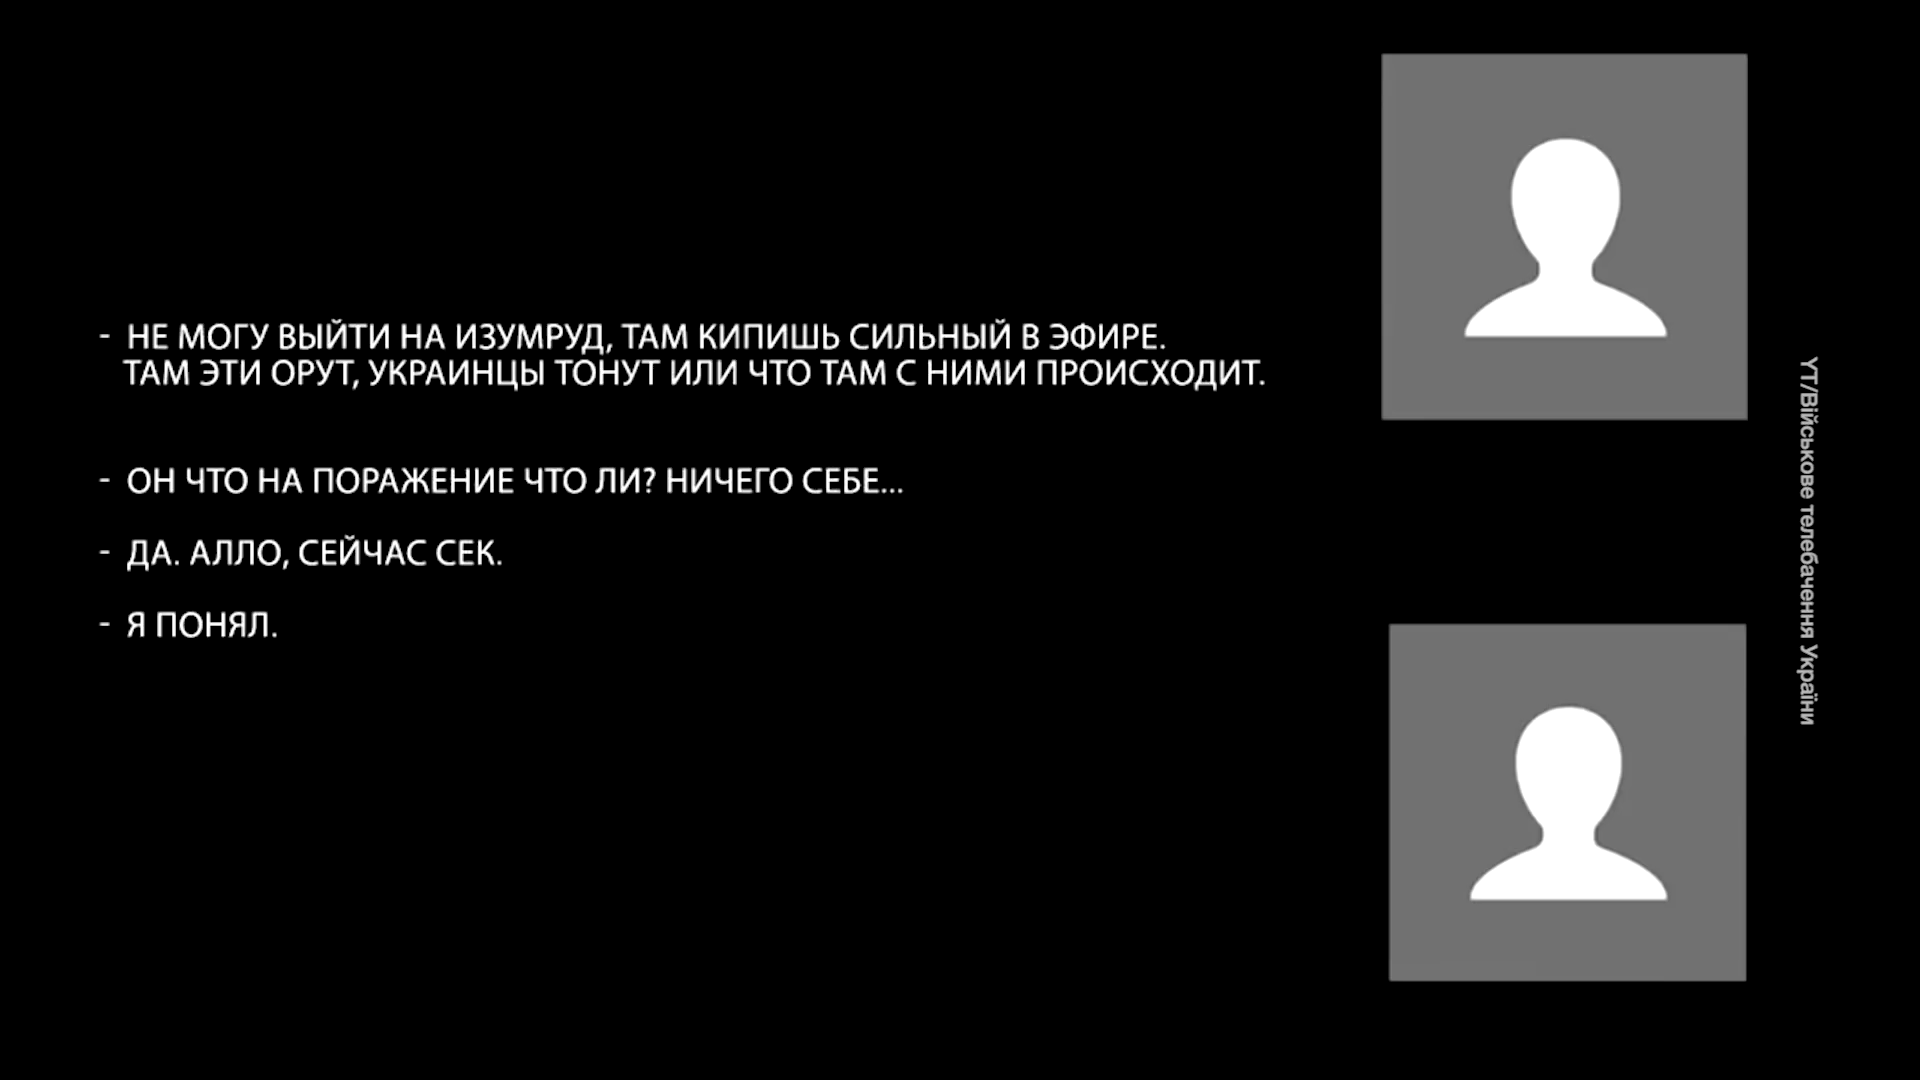 - НЕ МОГУ ВЫЙТИ НА ИЗУМРУД, ТАМ КИПИШЬ СИЛЬНЫЙ В ЭФИРЕ.
ТАМ ЭТИ ОРУТ, УКРАИНЦЫ ТОНУТ ИЛИ ЧТО ТАМ С НИМИ ПРОИСХОДИТ.
- ОН ЧТО НА ПОРАЖЕНИЕ ЧТО ЛИ? НИЧЕГО СЕБЕ...
- ДА. АЛЛО, СЕЙЧАС СЕК.
- Я ПОНЯЛ.
YT/Військове телебачення України